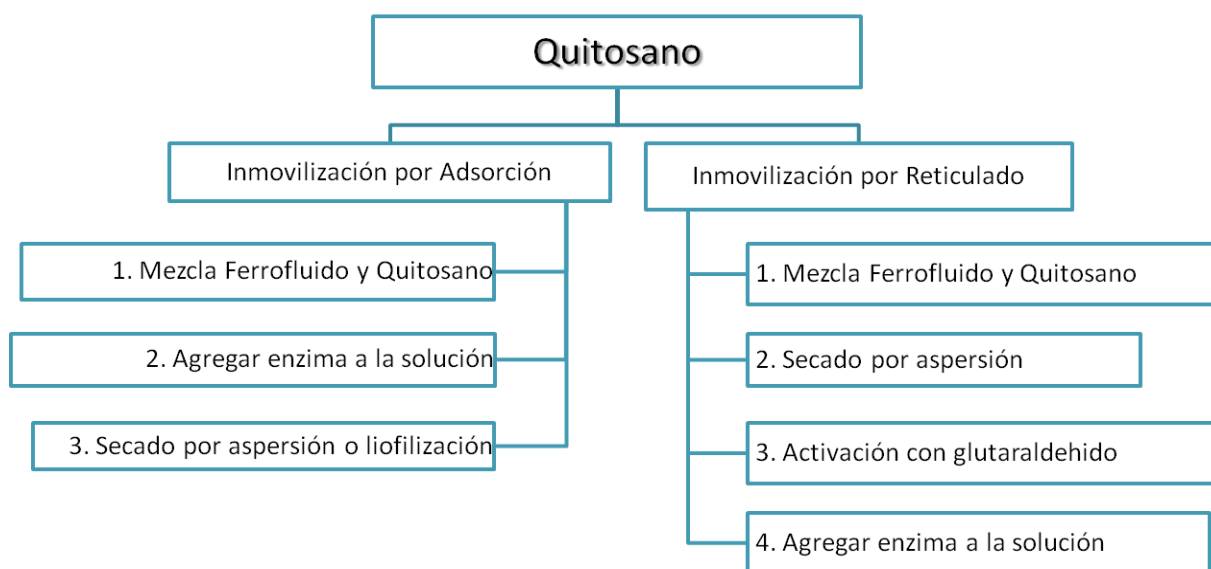 Quitosano
Inmovilización por Adsorción
1. Mezcla Ferrofluido y Quitosano
2. Agregar enzima a la solución
3. Secado por aspersión o liofilización
Inmovilización por Reticulado
1. Mezcla Ferrofluido y Quitosano
2. Secado por aspersión
3. Activación con glutaraldehido
4. Agregar enzima a la solución